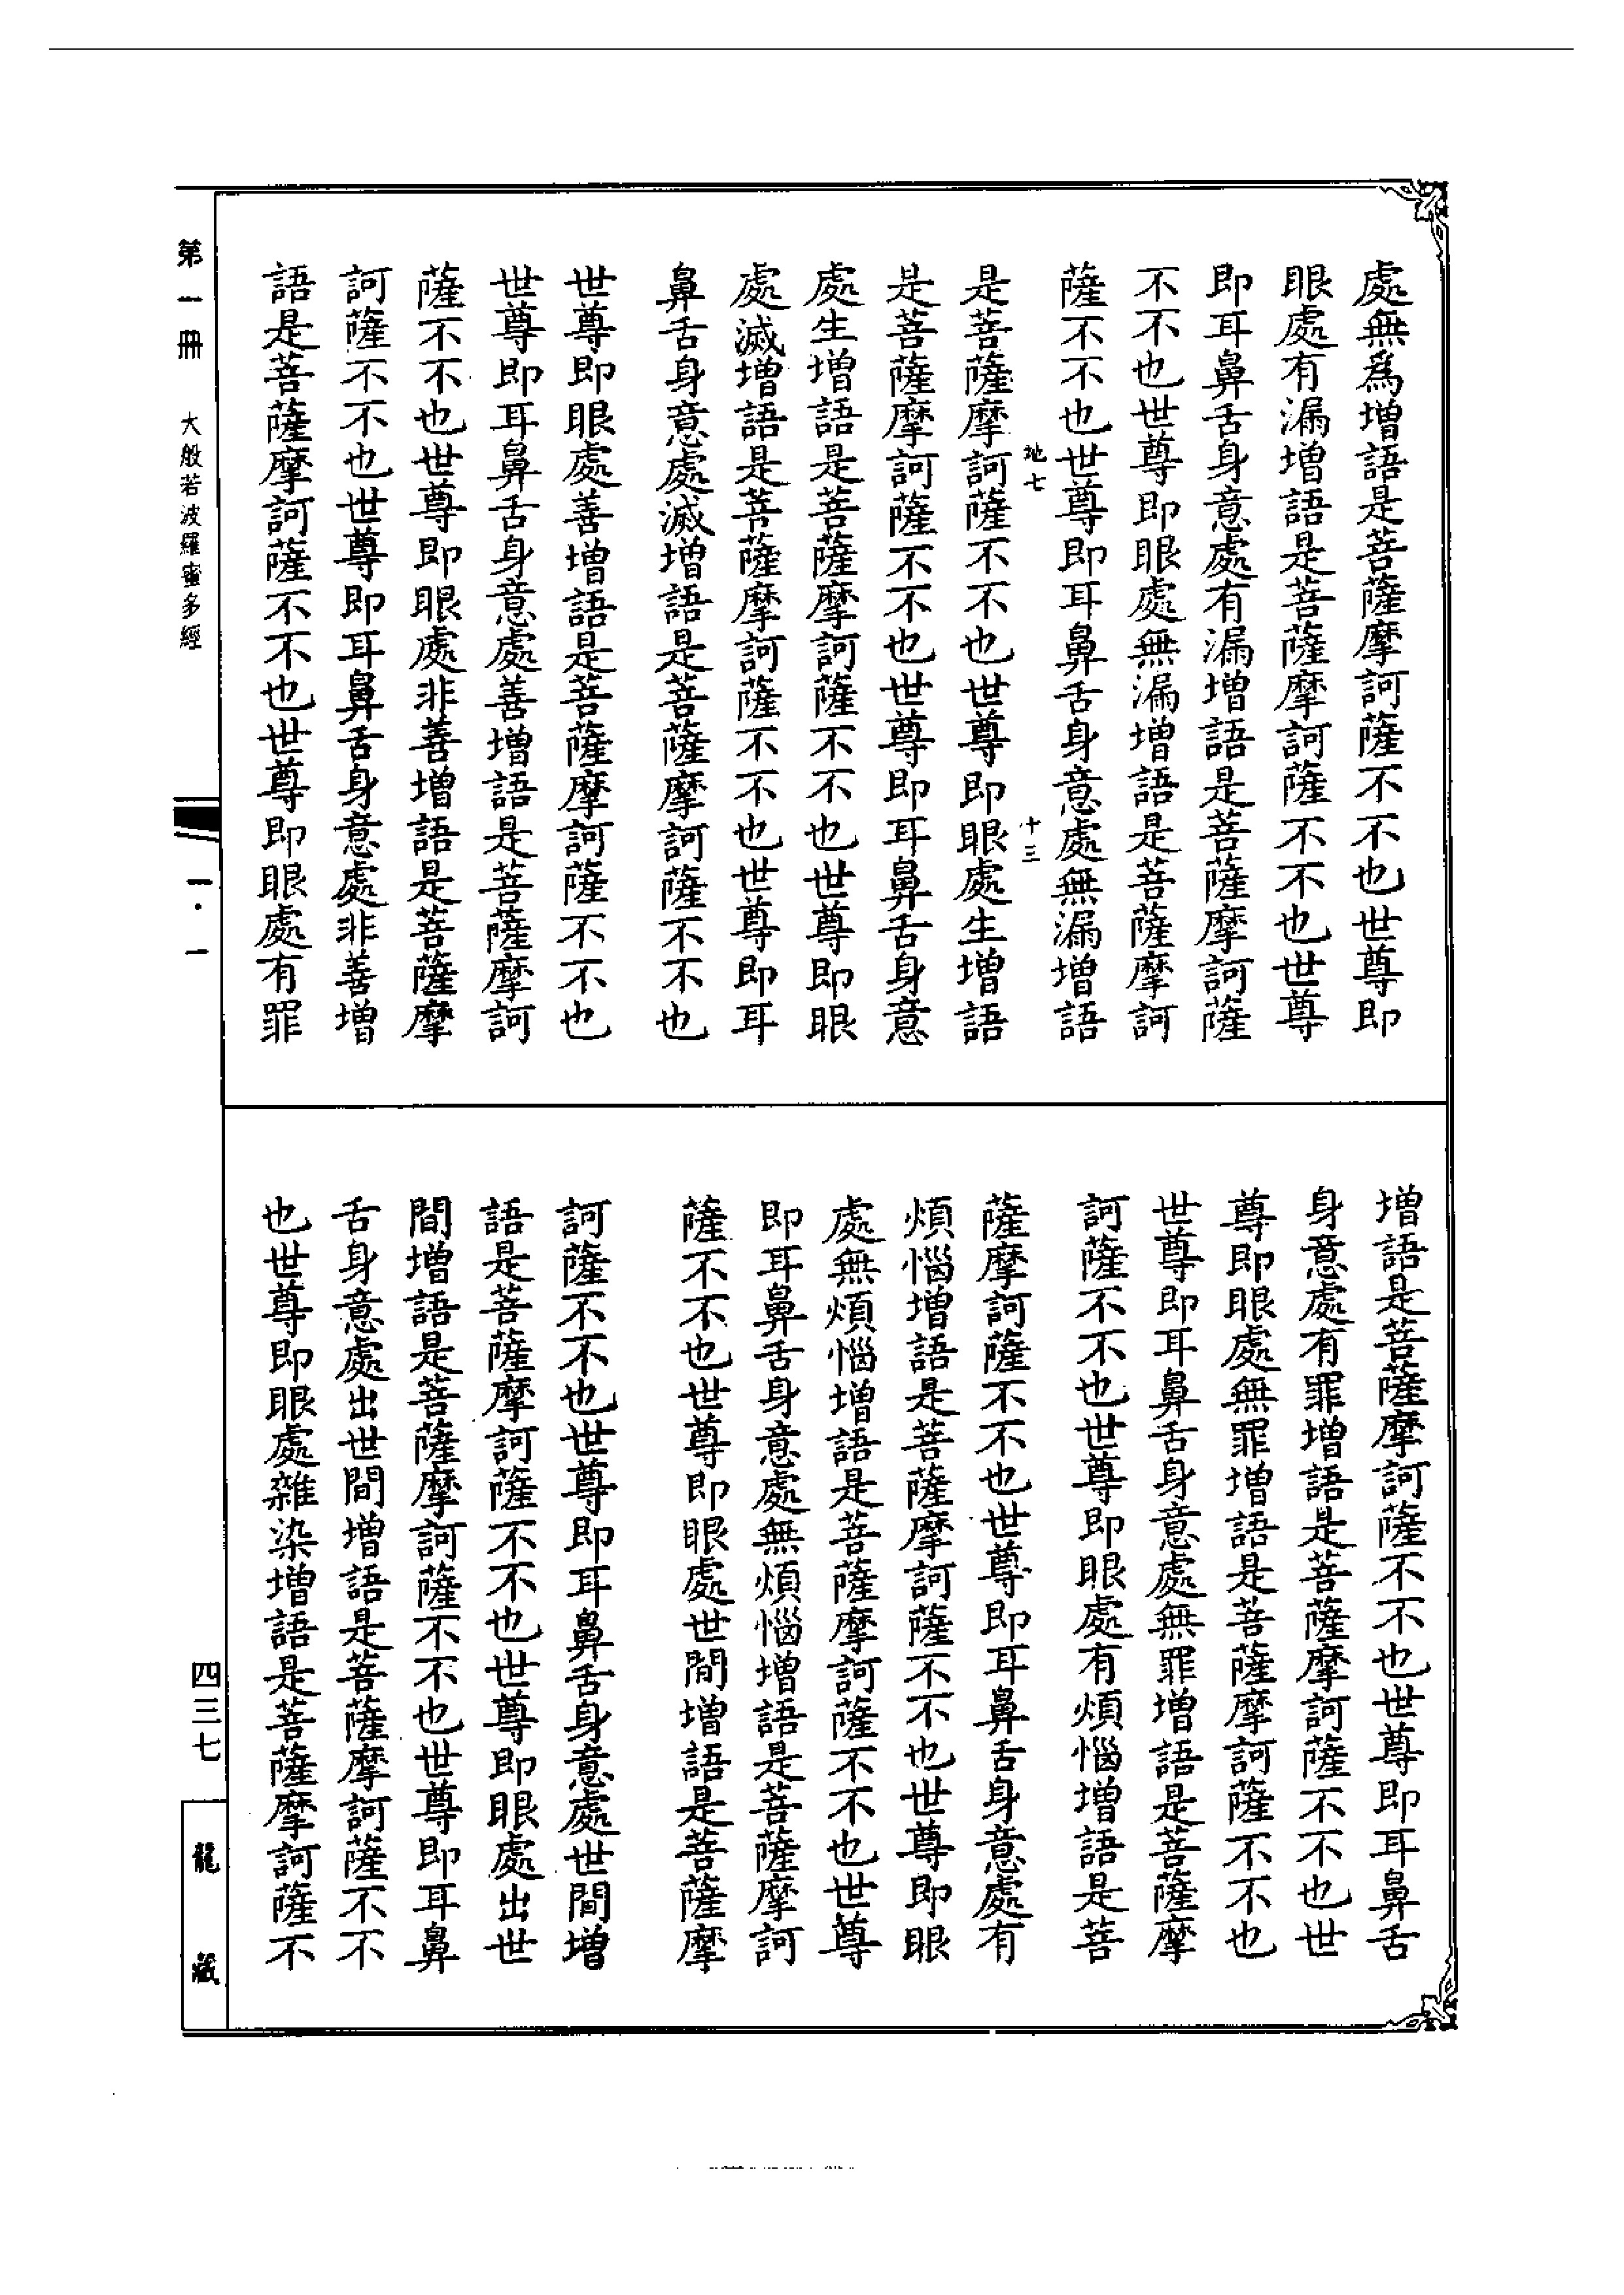 處無爲增語是菩薩摩訶薩不不也世尊即
眼處有漏增語是菩薩摩訶薩不不也世尊
即耳鼻舌身意處有漏增語是菩薩摩訶薩
不不也世尊即眼處無漏增語是菩薩摩訶
薩不不也世尊即耳鼻舌身意處無漏增語
地七 十三
是菩薩摩訶薩不不也世尊即眼處生增語
是菩薩摩訶薩不不也世尊即耳鼻舌身意
處生增語是菩薩摩訶薩不不也世尊即眼
處滅增語是菩薩摩訶薩不不也世尊即耳
鼻舌身意處滅增語是菩薩摩訶薩不不也
世尊即眼處善增語是菩薩摩訶薩不不也
世尊即耳鼻舌身意處善增語是菩薩摩訶
薩不不也世尊即眼處非善增語是菩薩摩
訶薩不不也世尊即耳鼻舌身意處非善增
語是菩薩摩訶薩不不也世尊即眼處有罪
增語是菩薩摩訶薩不不也世尊即耳鼻舌
身意處有罪增語是菩薩摩訶薩不不也世
尊即眼處無罪增語是菩薩摩訶薩不不也
世尊即耳鼻舌身意處無罪增語是菩薩摩
訶薩不不也世尊即眼處有煩惱增語是菩
薩摩訶薩不不也世尊即耳鼻舌身意處有
煩惱增語是菩薩摩訶薩不不也世尊即眼
處無煩惱增語是菩薩摩訶薩不不也世尊
即耳鼻舌身意處無煩惱增語是菩薩摩訶
薩不不也世尊即眼處世間增語是菩薩摩
訶薩不不也世尊即耳鼻舌身意處世間增
語是菩薩摩訶薩不不也世尊即眼處出世
間增語是菩薩摩訶薩不不也世尊即耳鼻
舌身意處出世間增語是菩薩摩訶薩不不
也世尊即眼處雜染增語是菩薩摩訶薩不
第一冊 大般若波羅蜜多經 一·一
四三七
龍藏